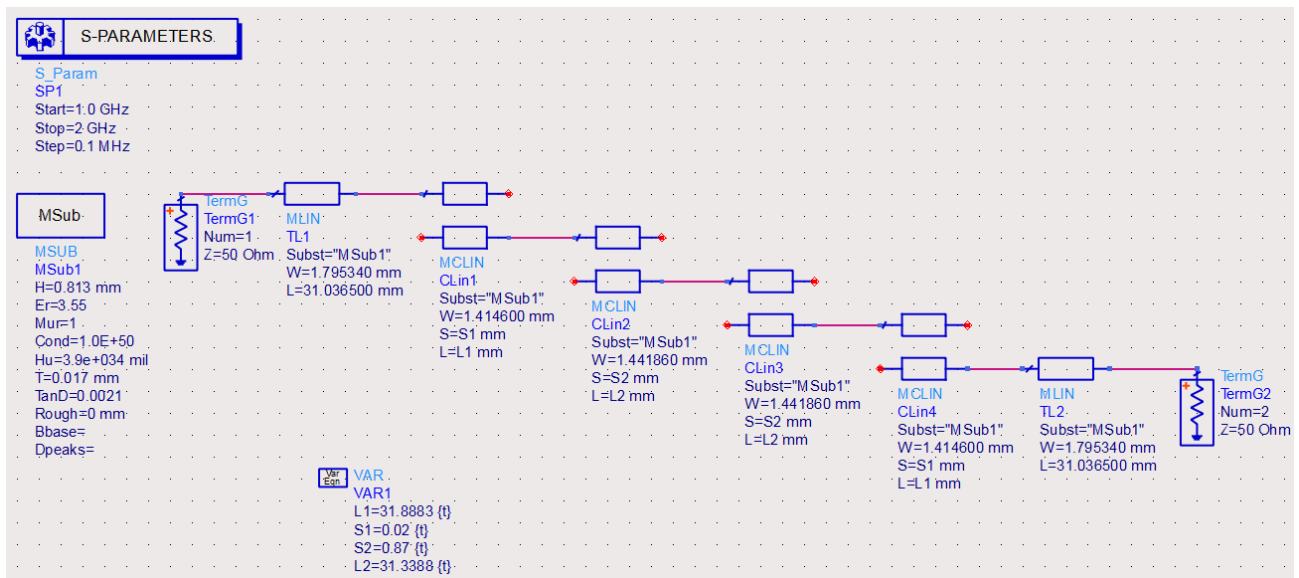 S-PARAMETERS
S_Param
SP1
Start=1.0 GHz
Stop=2 GHz
Step=0.1 MHz
MSub
MSUB
MSub1
H=0.813 mm
Er=3.55
Mur=1
Cond=1.0E+50
Hu=3.9e+034 mil
T=0.017 mm
TanD=0.0021
Rough=0 mm
Bbase=
Dpeaks=
TermG
TermG1
Num=1
Z=50 Ohm
MLIN
TL1
Subst="MSub1"
W=1.795340 mm
L=31.036500 mm
MCLIN
CLin1
Subst="MSub1"
W=1.414600 mm
S=S1 mm
L=L1 mm
MCLIN
CLin2
Subst="MSub1"
W=1.441860 mm
S=S2 mm
L=L2 mm
MCLIN
CLin3
Subst="MSub1"
W=1.441860 mm
S=S2 mm
L=L2 mm
MCLIN
CLin4
Subst="MSub1"
W=1.414600 mm
S=S1 mm
L=L1 mm
MLIN
TL2
Subst="MSub1"
W=1.795340 mm
L=31.036500 mm
TermG
TermG2
Num=2
Z=50 Ohm
Var
Eqn
VAR
VAR1
L1=31.8883 {t}
S1=0.02 {t}
S2=0.87 {t}
L2=31.3388 {t}